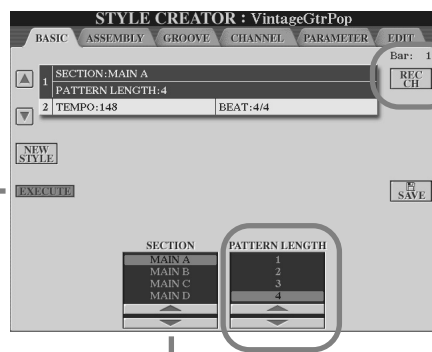 STYLE CREATOR : VintageGtrPop
BASIC ASSEMBLY GROOVE CHANNEL PARAMETER EDIT
Bar: 1
1 SECTION:MAIN A
PATTERN LENGTH:4
2 TEMPO:148 BEAT:4/4
REC
CH
NEW
STYLE
EXECUTE
SAVE
SECTION PATTERN LENGTH
MAIN A 1
MAIN B 2
MAIN C 3
MAIN D 4